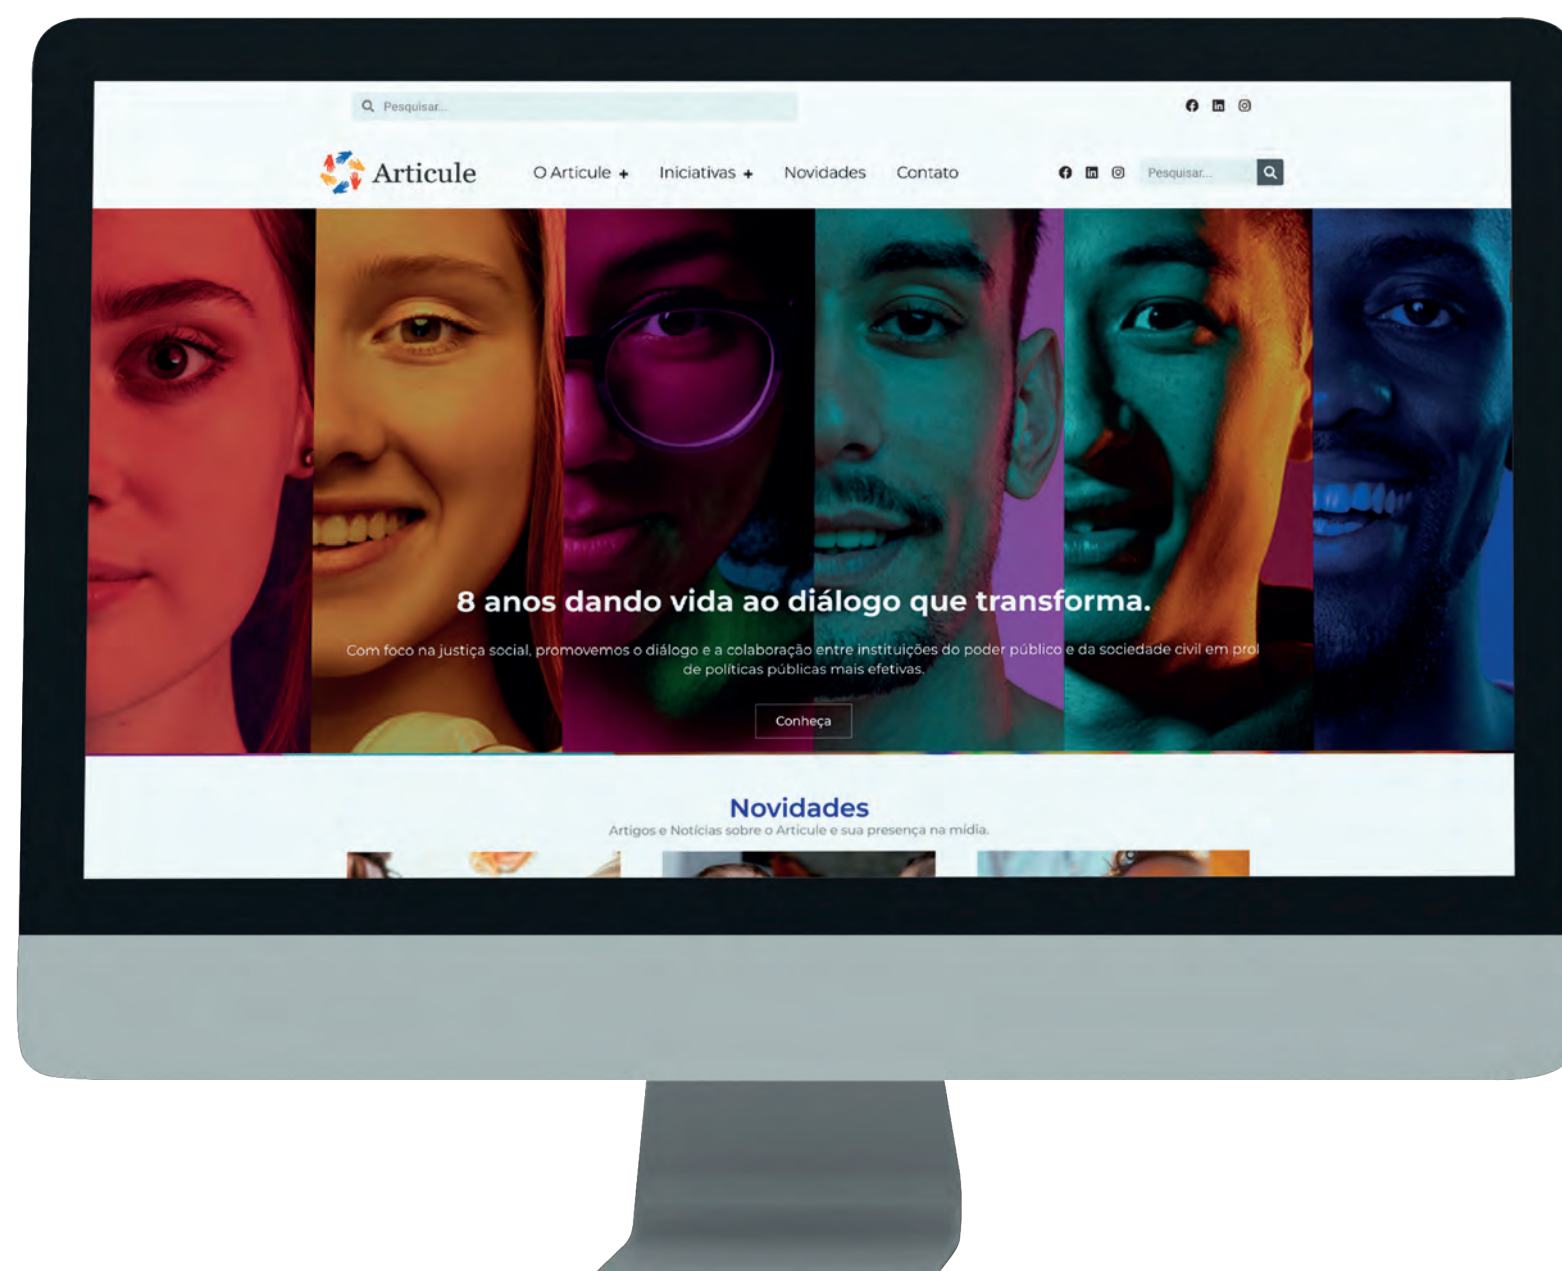 Pesquisar...
Articule
O Articule +
Iniciativas +
Novidades
Contato
Pesquisar...
8 anos dando vida ao diálogo que transforma.
Com foco na justiça social, promovemos o diálogo e a colaboração entre instituições do poder público e da sociedade civil em prol
de políticas públicas mais efetivas.
Conheça
Novidades
Artigos e Notícias sobre o Articule e sua presença na mídia.